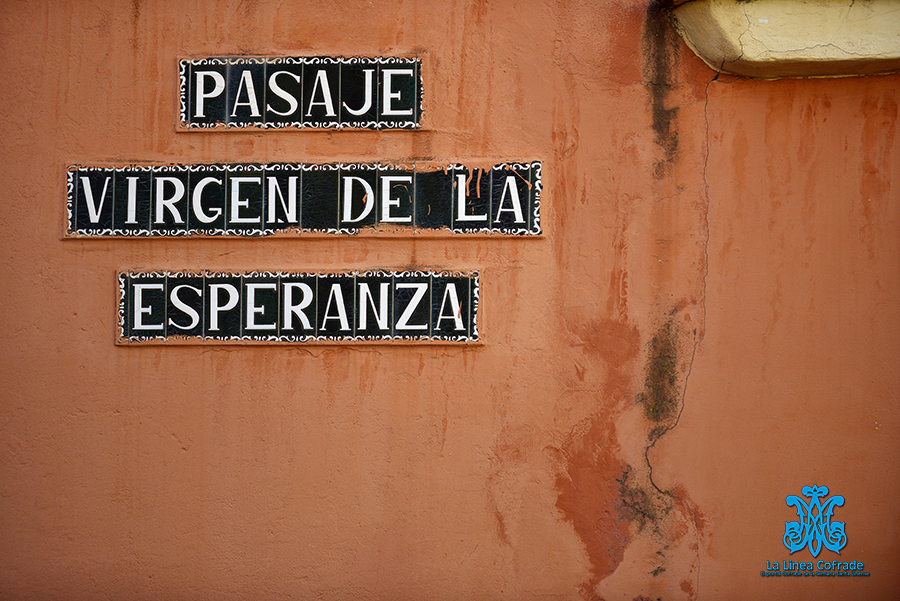 PASAJE
VIRGEN DE LA
ESPERANZA
La Línea Cofrade